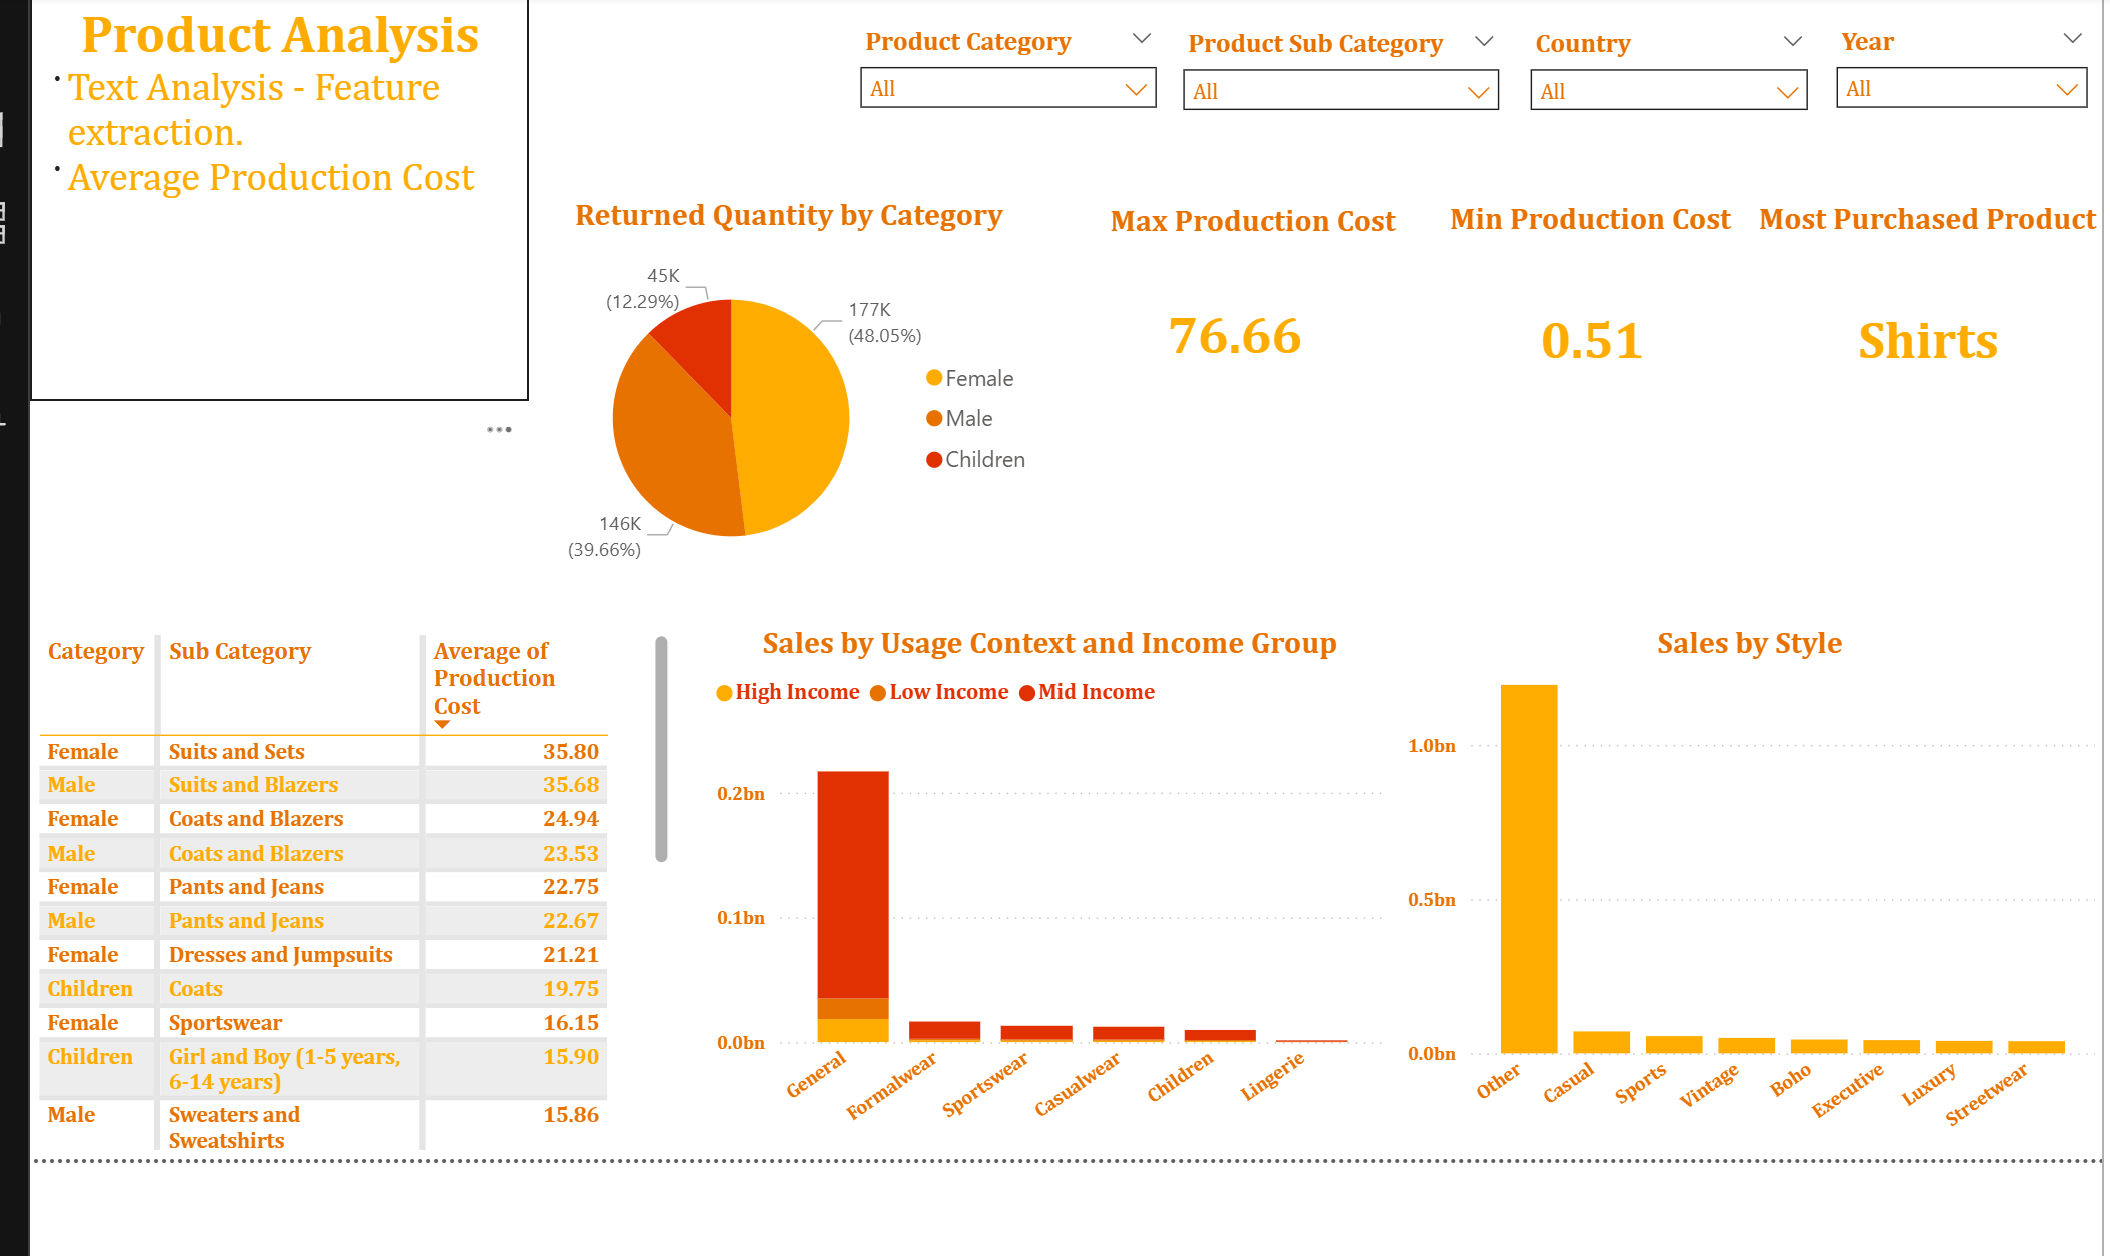 Product Analysis
· Text Analysis - Feature
extraction.
· Average Production Cost
Product Category
All
Product Sub Category
All
Country
All
Year
All
Returned Quantity by Category
45K
(12.29%)
177K
(48.05%)
146K
(39.66%)
Female
Male
Children
Max Production Cost
76.66
Min Production Cost
0.51
Most Purchased Product
Shirts
Category Sub Category Average of
Production
Cost
Female Suits and Sets 35.80
Male Suits and Blazers 35.68
Female Coats and Blazers 24.94
Male Coats and Blazers 23.53
Female Pants and Jeans 22.75
Male Pants and Jeans 22.67
Female Dresses and Jumpsuits 21.21
Children Coats 19.75
Female Sportswear 16.15
Children Girl and Boy (1-5 years, 15.90
6-14 years)
Male Sweaters and 15.86
Sweatshirts
Sales by Usage Context and Income Group
High Income Low Income Mid Income
0.2bn
0.1bn
0.0bn
General Formalwear Sportswear Casualwear Children Lingerie
Sales by Style
1.0bn
0.5bn
0.0bn
Other Casual Sports Vintage Boho Executive Luxury Streetwear